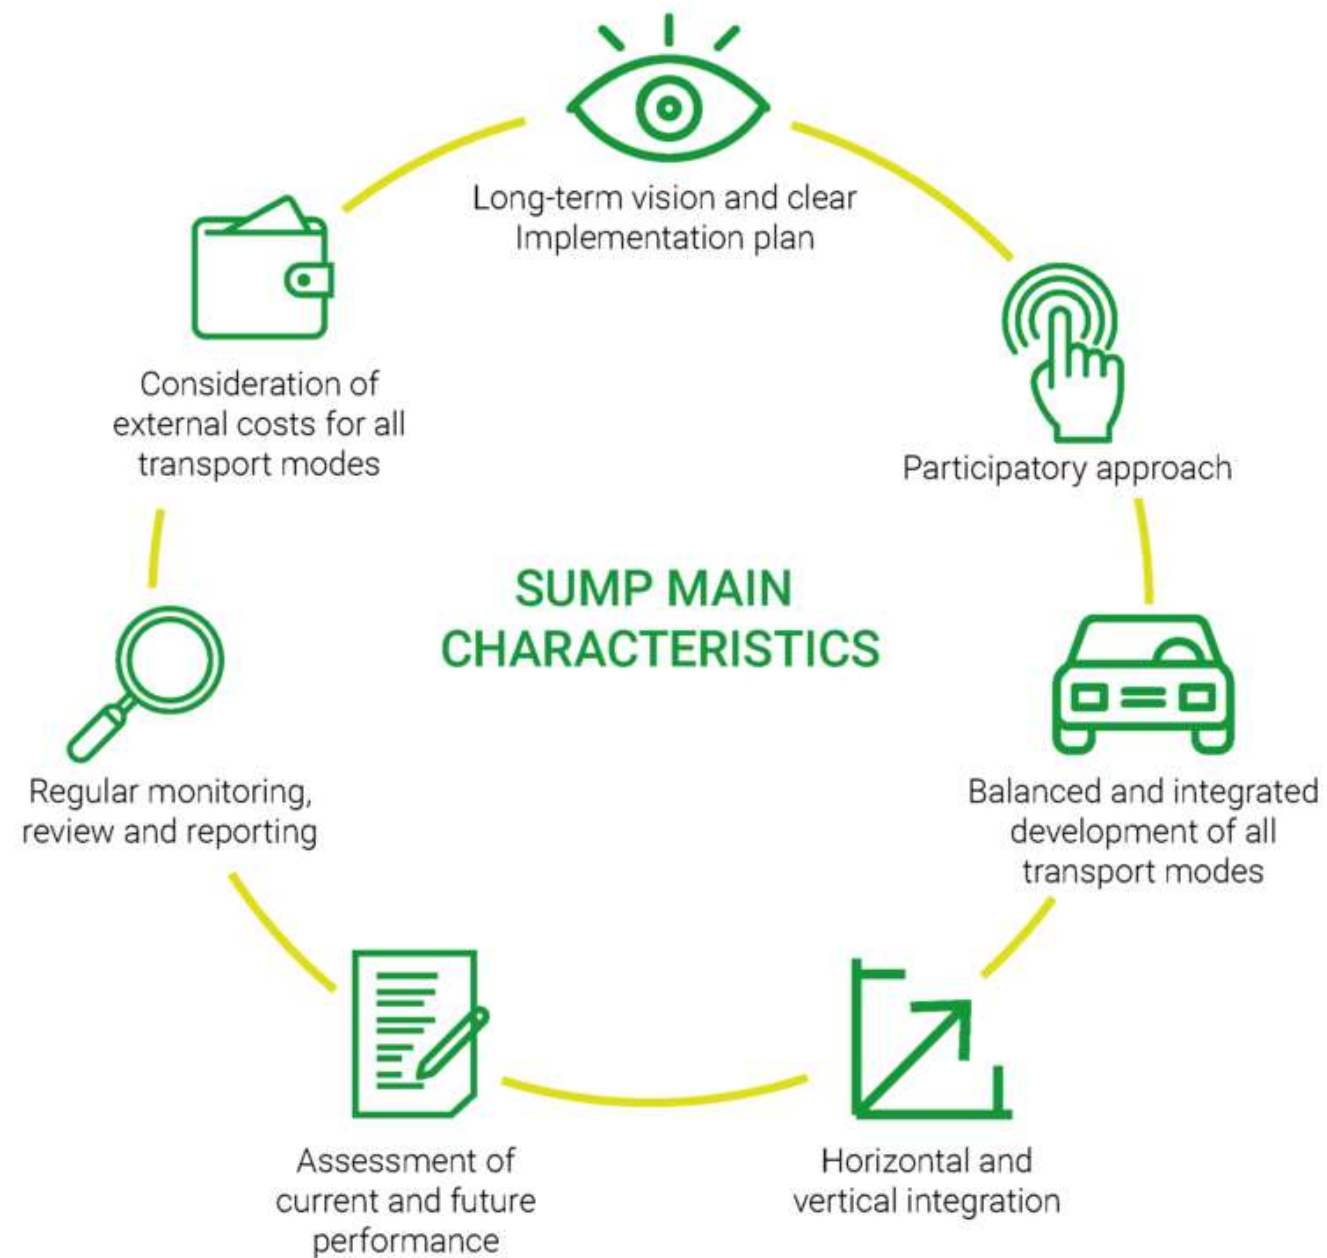 Long-term vision and clear
Implementation plan
Participatory approach
Balanced and integrated
development of all
transport modes
Horizontal and
vertical integration
Assessment of
current and future
performance
Regular monitoring,
review and reporting
Consideration of
external costs for all
transport modes
SUMP MAIN
CHARACTERISTICS